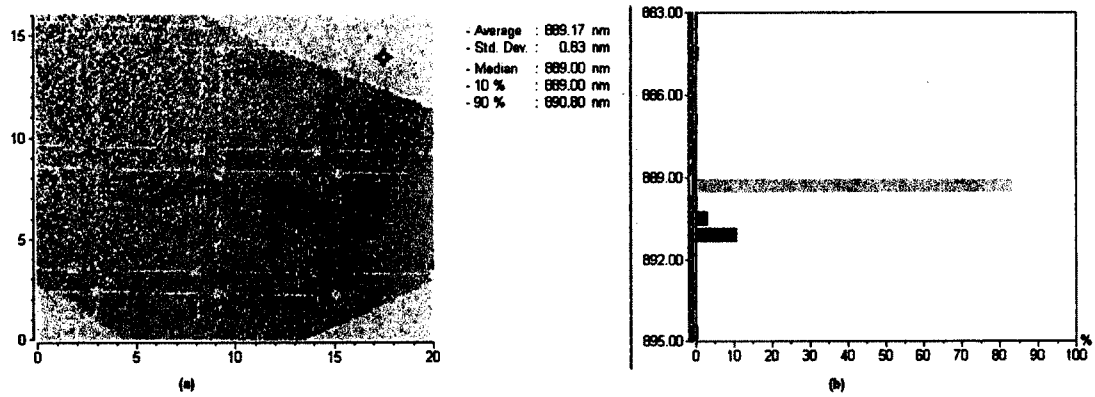 15
10
5
0
0 5 10 15 20
(a)
- Average : 889.17 nm
- Std. Dev. : 0.83 nm
- Median : 889.00 nm
- 10 % : 889.00 nm
- 90 % : 890.80 nm
883.00
886.00
889.00
892.00
895.00
0 10 20 30 40 50 60 70 80 90 100 %
(b)